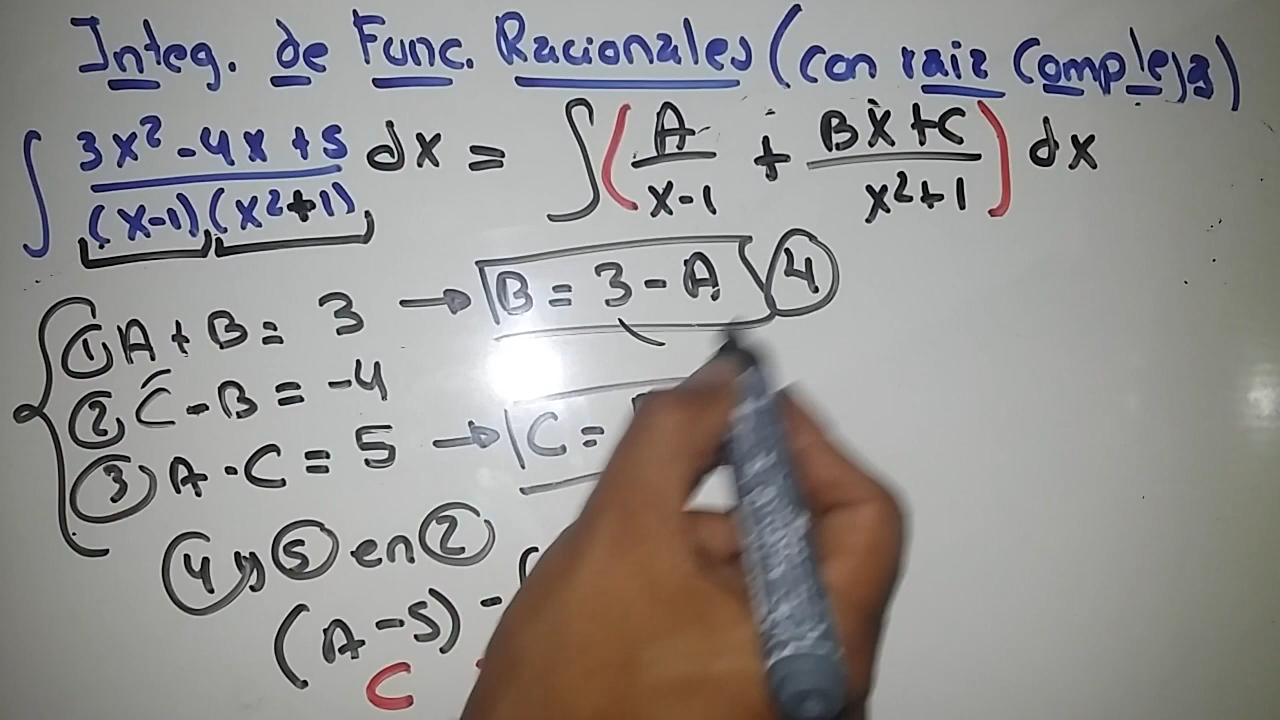 Integ. de Func. Racionales (con raiz Compleja)
∫ 3x² - 4x + 5 / (x-1)(x²+1) dx = ∫ ( A / x-1 + Bx+C / x²+1 ) dx
① A + B = 3 → B = 3 - A ④
② C - B = -4
③ A - C = 5 → C =
④ y ⑤ en ②
(A - 5) - (
C